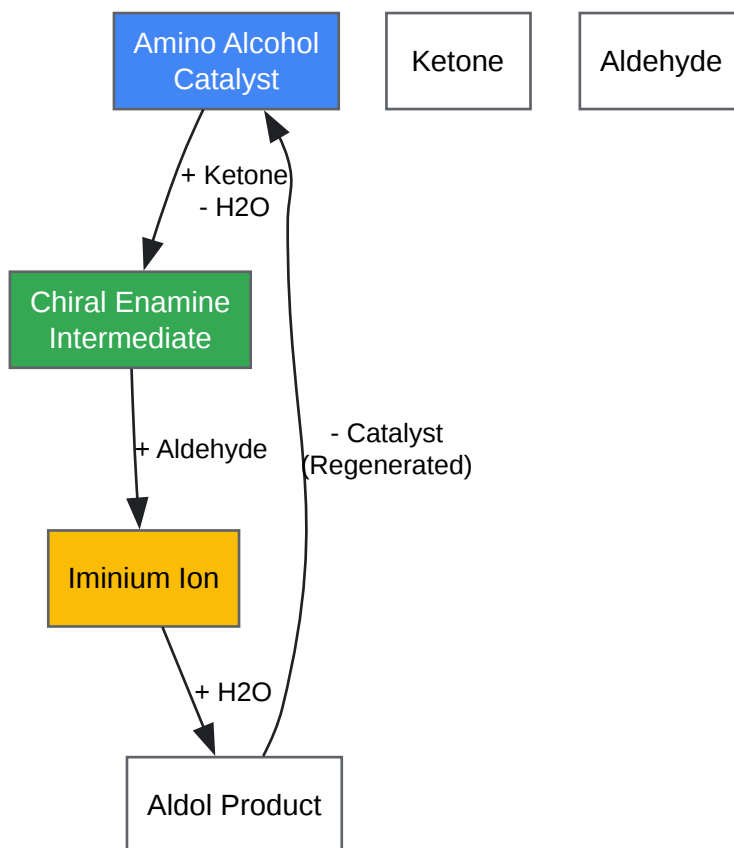 Amino Alcohol
Catalyst
Ketone
Aldehyde
+ Ketone
- H2O
Chiral Enamine
Intermediate
+ Aldehyde
- Catalyst
(Regenerated)
Iminium Ion
+ H2O
Aldol Product